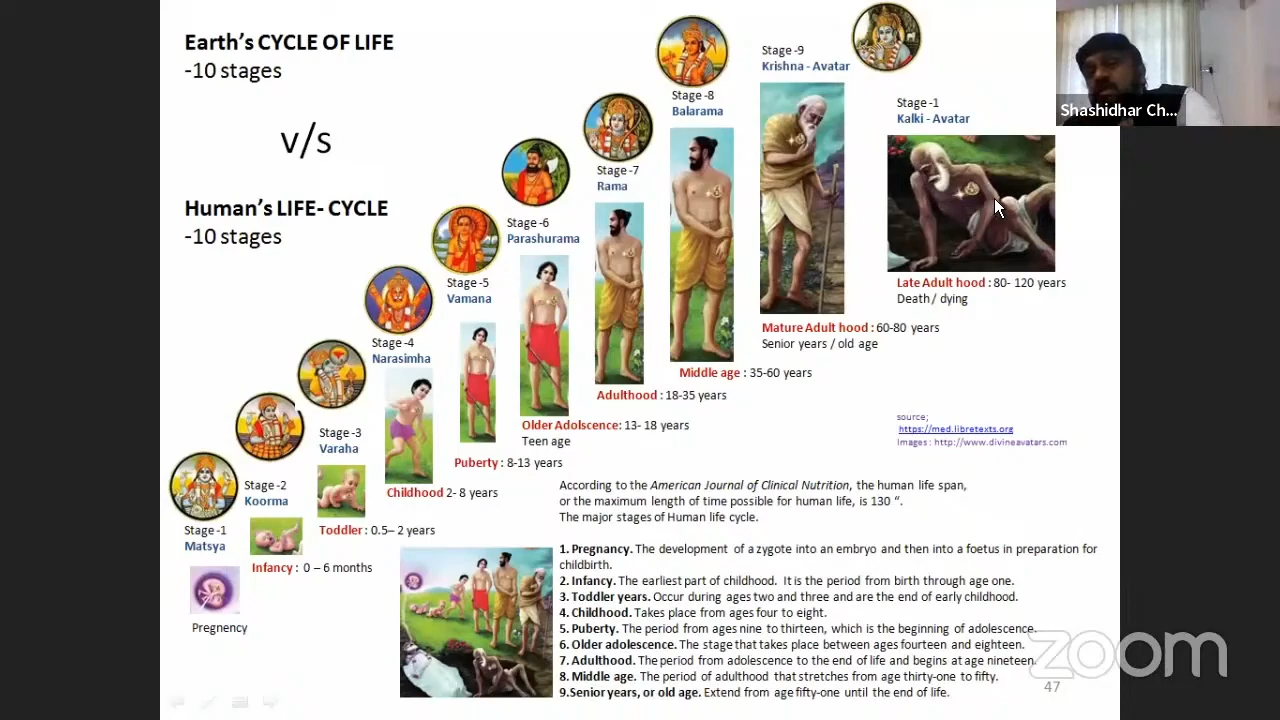 Earth's CYCLE OF LIFE
-10 stages
v/s
Human's LIFE- CYCLE
-10 stages
Stage -1
Matsya
Pregnency
Stage -2
Koorma
Infancy : 0 – 6 months
Stage -3
Varaha
Toddler : 0.5– 2 years
Stage -4
Narasimha
Childhood 2- 8 years
Stage -5
Vamana
Puberty : 8-13 years
Stage -6
Parashurama
Older Adolscence: 13- 18 years
Teen age
Stage -7
Rama
Adulthood : 18-35 years
Stage -8
Balarama
Middle age : 35-60 years
Stage -9
Krishna - Avatar
Mature Adult hood : 60-80 years
Senior years / old age
Stage -1
Kalki - Avatar
Late Adult hood : 80- 120 years
Death / dying
source;
https://med.libretexts.org
Images : http://www.divineavatars.com
According to the American Journal of Clinical Nutrition, the human life span,
or the maximum length of time possible for human life, is 130 “.
The major stages of Human life cycle.
1. Pregnancy. The development of a zygote into an embryo and then into a foetus in preparation for
childbirth.
2. Infancy. The earliest part of childhood. It is the period from birth through age one.
3. Toddler years. Occur during ages two and three and are the end of early childhood.
4. Childhood. Takes place from ages four to eight.
5. Puberty. The period from ages nine to thirteen, which is the beginning of adolescence.
6. Older adolescence. The stage that takes place between ages fourteen and eighteen.
7. Adulthood. The period from adolescence to the end of life and begins at age nineteen.
8. Middle age. The period of adulthood that stretches from age thirty-one to fifty.
9.Senior years, or old age. Extend from age fifty-one until the end of life.
47
Shashidhar Ch...
zoom